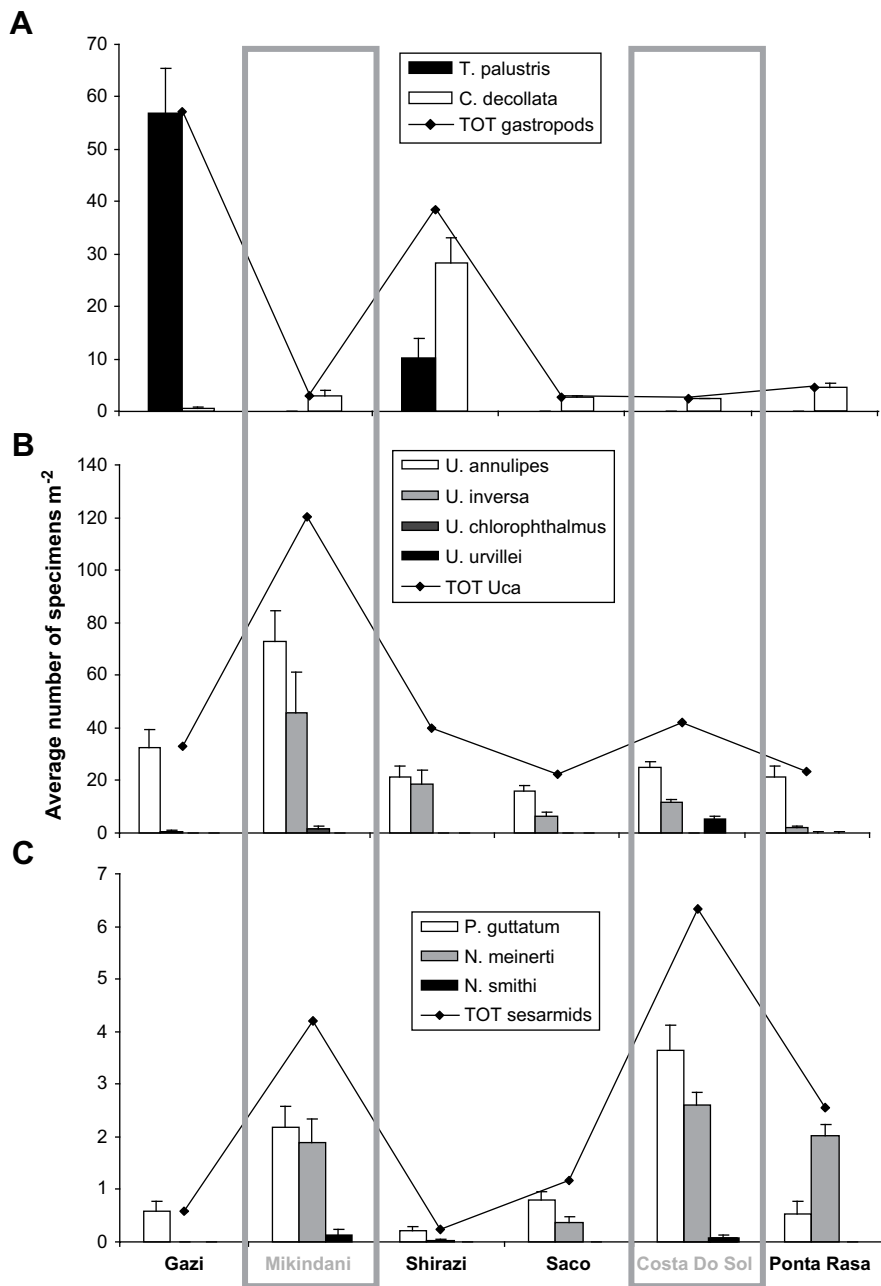 A
70
60
50
40
30
20
10
0
T. palustris
C. decollata
TOT gastropods
B
Average number of specimens m-2
140
120
100
80
60
40
20
0
U. annulipes
U. inversa
U. chlorophthalmus
U. urvillei
TOT Uca
C
7
6
5
4
3
2
1
0
P. guttatum
N. meinerti
N. smithi
TOT sesarmids
Gazi Mikindani Shirazi Saco Costa Do Sol Ponta Rasa